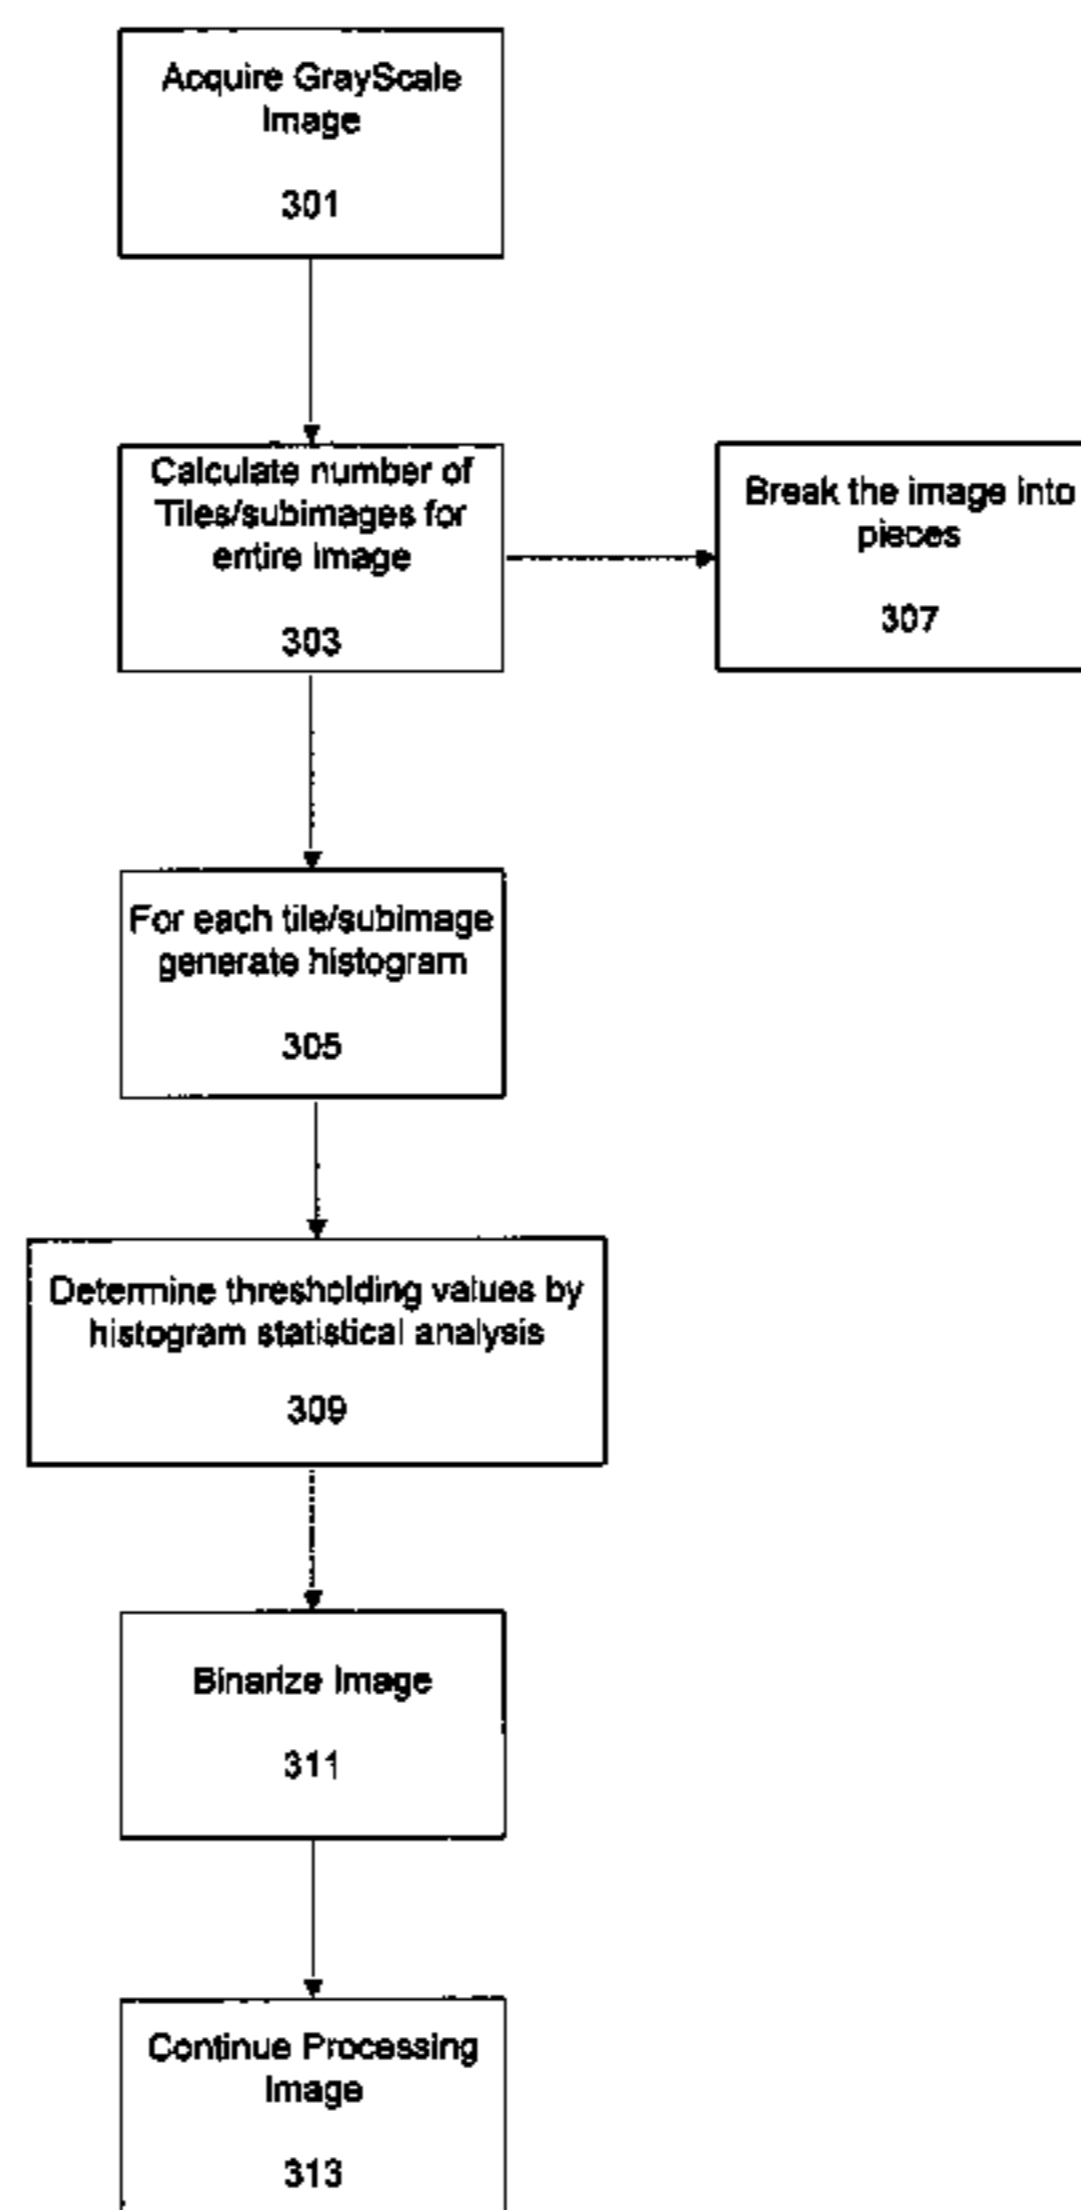 Acquire GrayScale
Image
301
Calculate number of
Tiles/subimages for
entire image
303
Break the image into
pieces
307
For each tile/subimage
generate histogram
305
Determine thresholding values by
histogram statistical analysis
309
Binarize Image
311
Continue Processing
Image
313